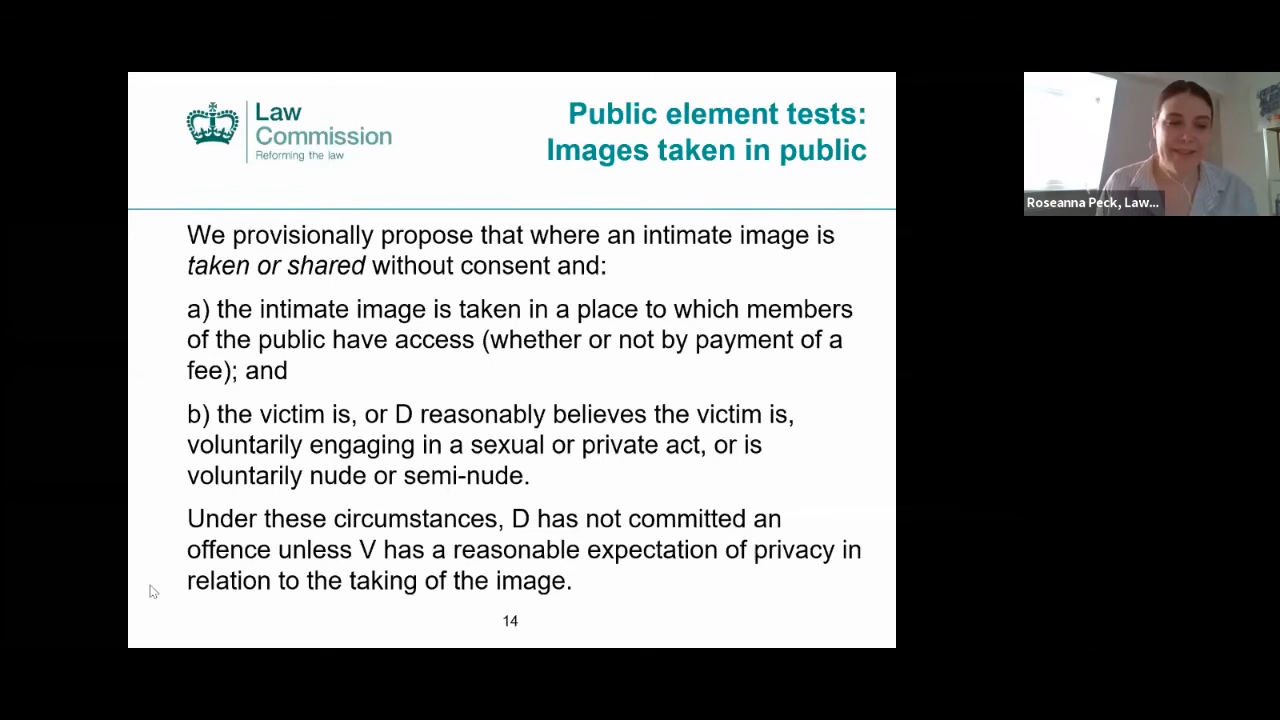 Law
Commission
Reforming the law
Public element tests:
Images taken in public
We provisionally propose that where an intimate image is
taken or shared without consent and:
a) the intimate image is taken in a place to which members
of the public have access (whether or not by payment of a
fee); and
b) the victim is, or D reasonably believes the victim is,
voluntarily engaging in a sexual or private act, or is
voluntarily nude or semi-nude.
Under these circumstances, D has not committed an
offence unless V has a reasonable expectation of privacy in
relation to the taking of the image.
14
Roseanna Peck, Law...